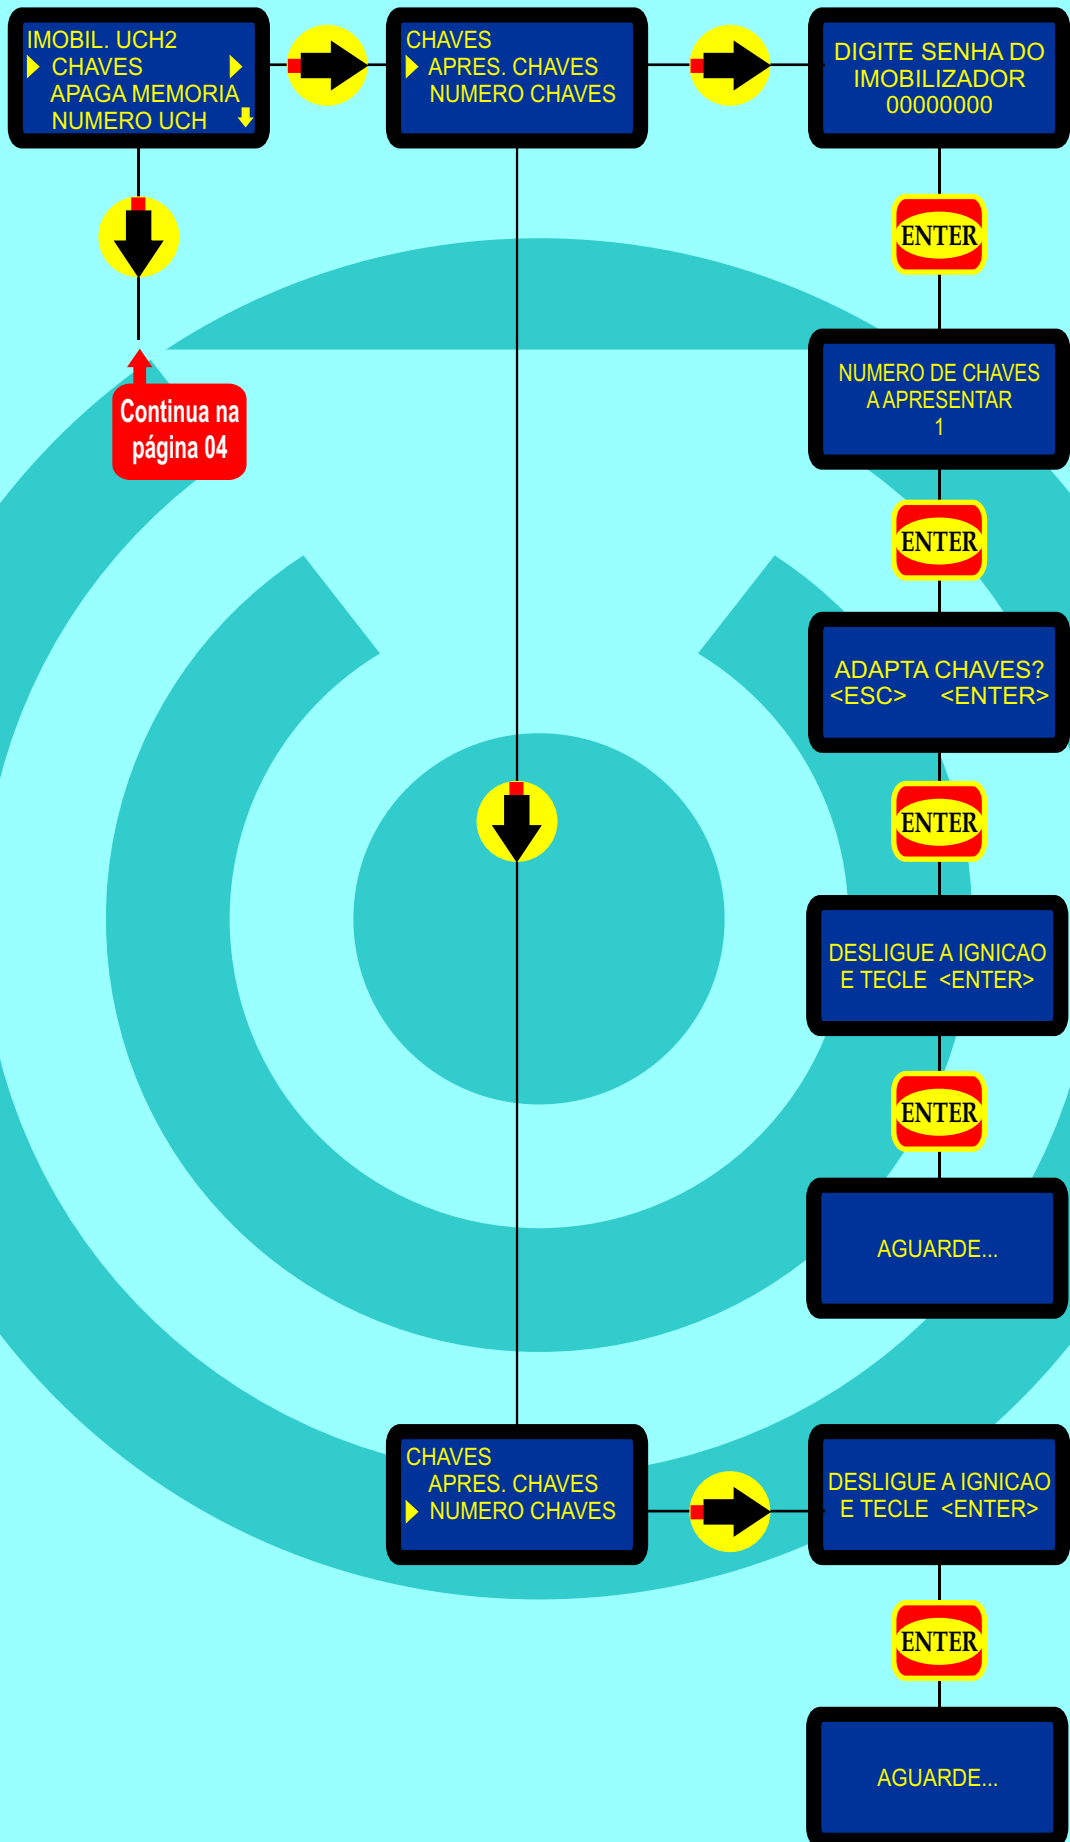 IMOBIL. UCH2
CHAVES
APAGA MEMORIA
NUMERO UCH
CHAVES
APRES. CHAVES
NUMERO CHAVES
DIGITE SENHA DO
IMOBILIZADOR
00000000
ENTER
NUMERO DE CHAVES
A APRESENTAR
1
Continua na
página 04
ENTER
ADAPTA CHAVES?
<ESC> <ENTER>
ENTER
DESLIGUE A IGNICAO
E TECLE <ENTER>
ENTER
AGUARDE...
CHAVES
APRES. CHAVES
NUMERO CHAVES
DESLIGUE A IGNICAO
E TECLE <ENTER>
ENTER
AGUARDE...